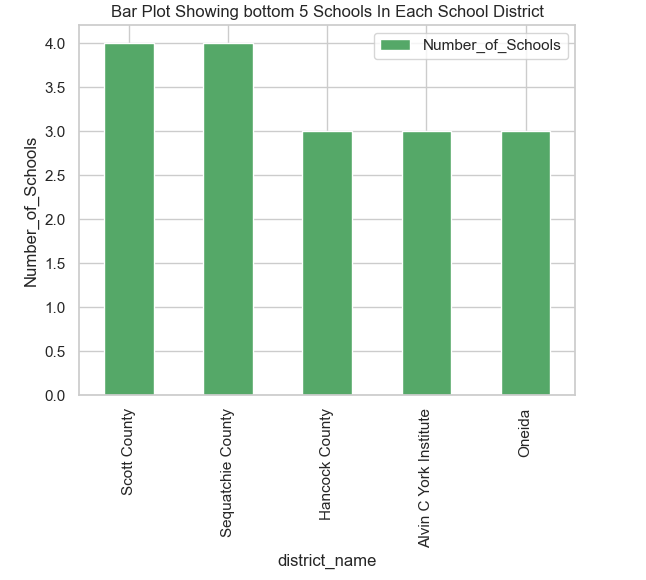 Bar Plot Showing bottom 5 Schools In Each School District
Number_of_Schools
Number_of_Schools
4.0
3.5
3.0
2.5
2.0
1.5
1.0
0.5
0.0
Scott County
Sequatchie County
Hancock County
Alvin C York Institute
Oneida
district_name